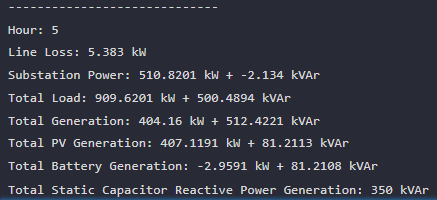 -----------------------------
Hour: 5
Line Loss: 5.383 kW
Substation Power: 510.8201 kW + -2.134 kVAr
Total Load: 909.6201 kW + 500.4894 kVAr
Total Generation: 404.16 kW + 512.4221 kVAr
Total PV Generation: 407.1191 kW + 81.2113 kVAr
Total Battery Generation: -2.9591 kW + 81.2108 kVAr
Total Static Capacitor Reactive Power Generation: 350 kVAr